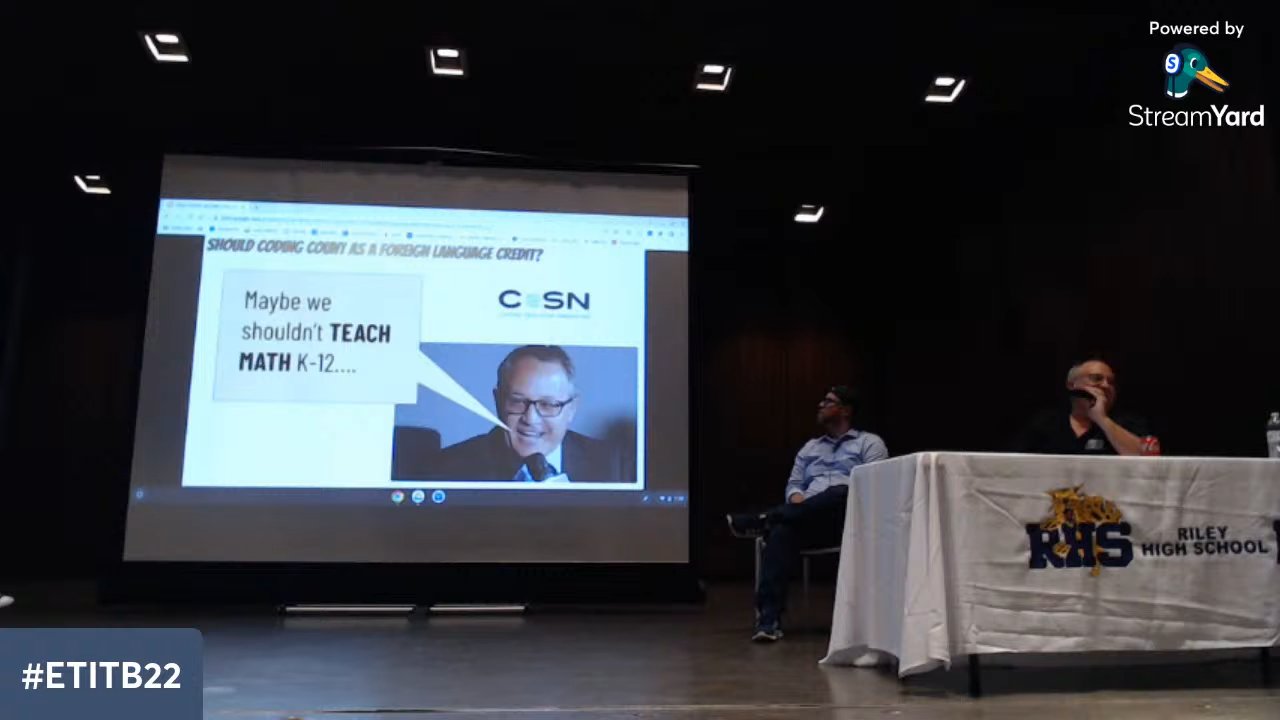 Powered by
StreamYard
SHOULD CODING COUNT AS A FOREIGN LANGUAGE CREDIT?
Maybe we
shouldn't TEACH
MATH K-12....
COSN
RHS
RILEY
HIGH SCHOOL
#ETITB22